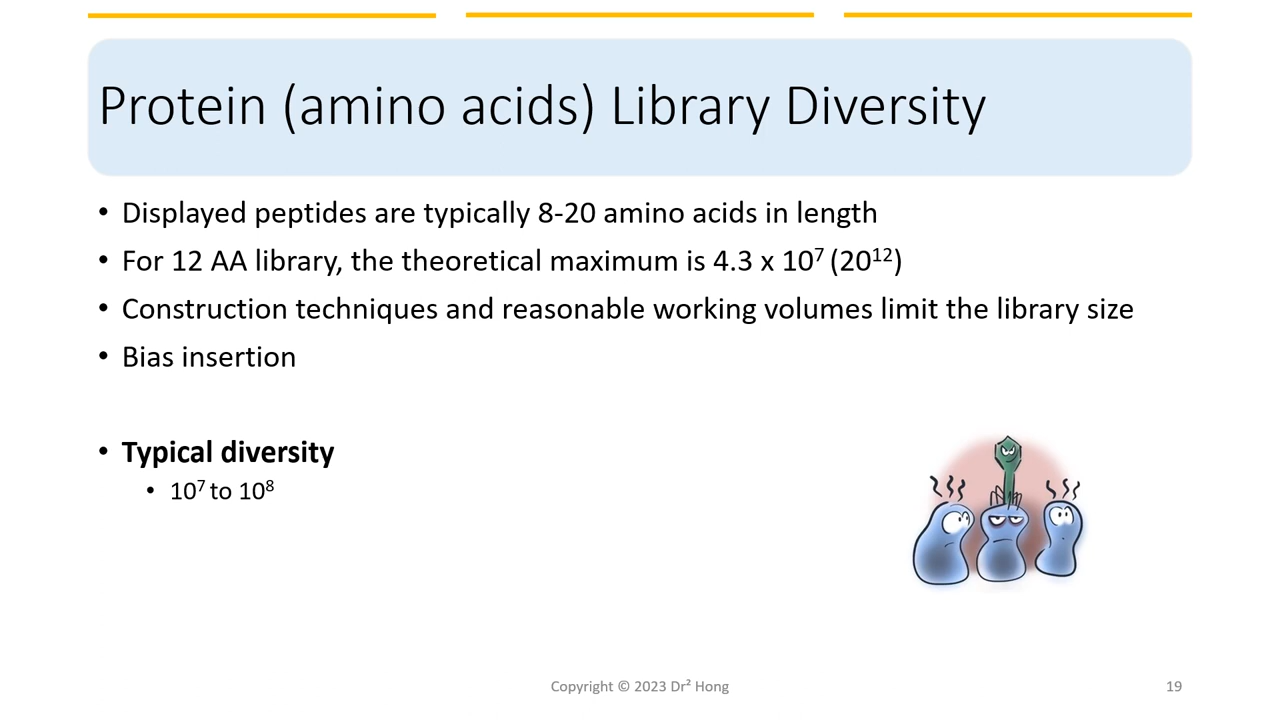 Protein (amino acids) Library Diversity
• Displayed peptides are typically 8-20 amino acids in length
• For 12 AA library, the theoretical maximum is 4.3 x 10⁷ (20¹²)
• Construction techniques and reasonable working volumes limit the library size
• Bias insertion
• Typical diversity
• 10⁷ to 10⁸
Copyright © 2023 Dr² Hong
19